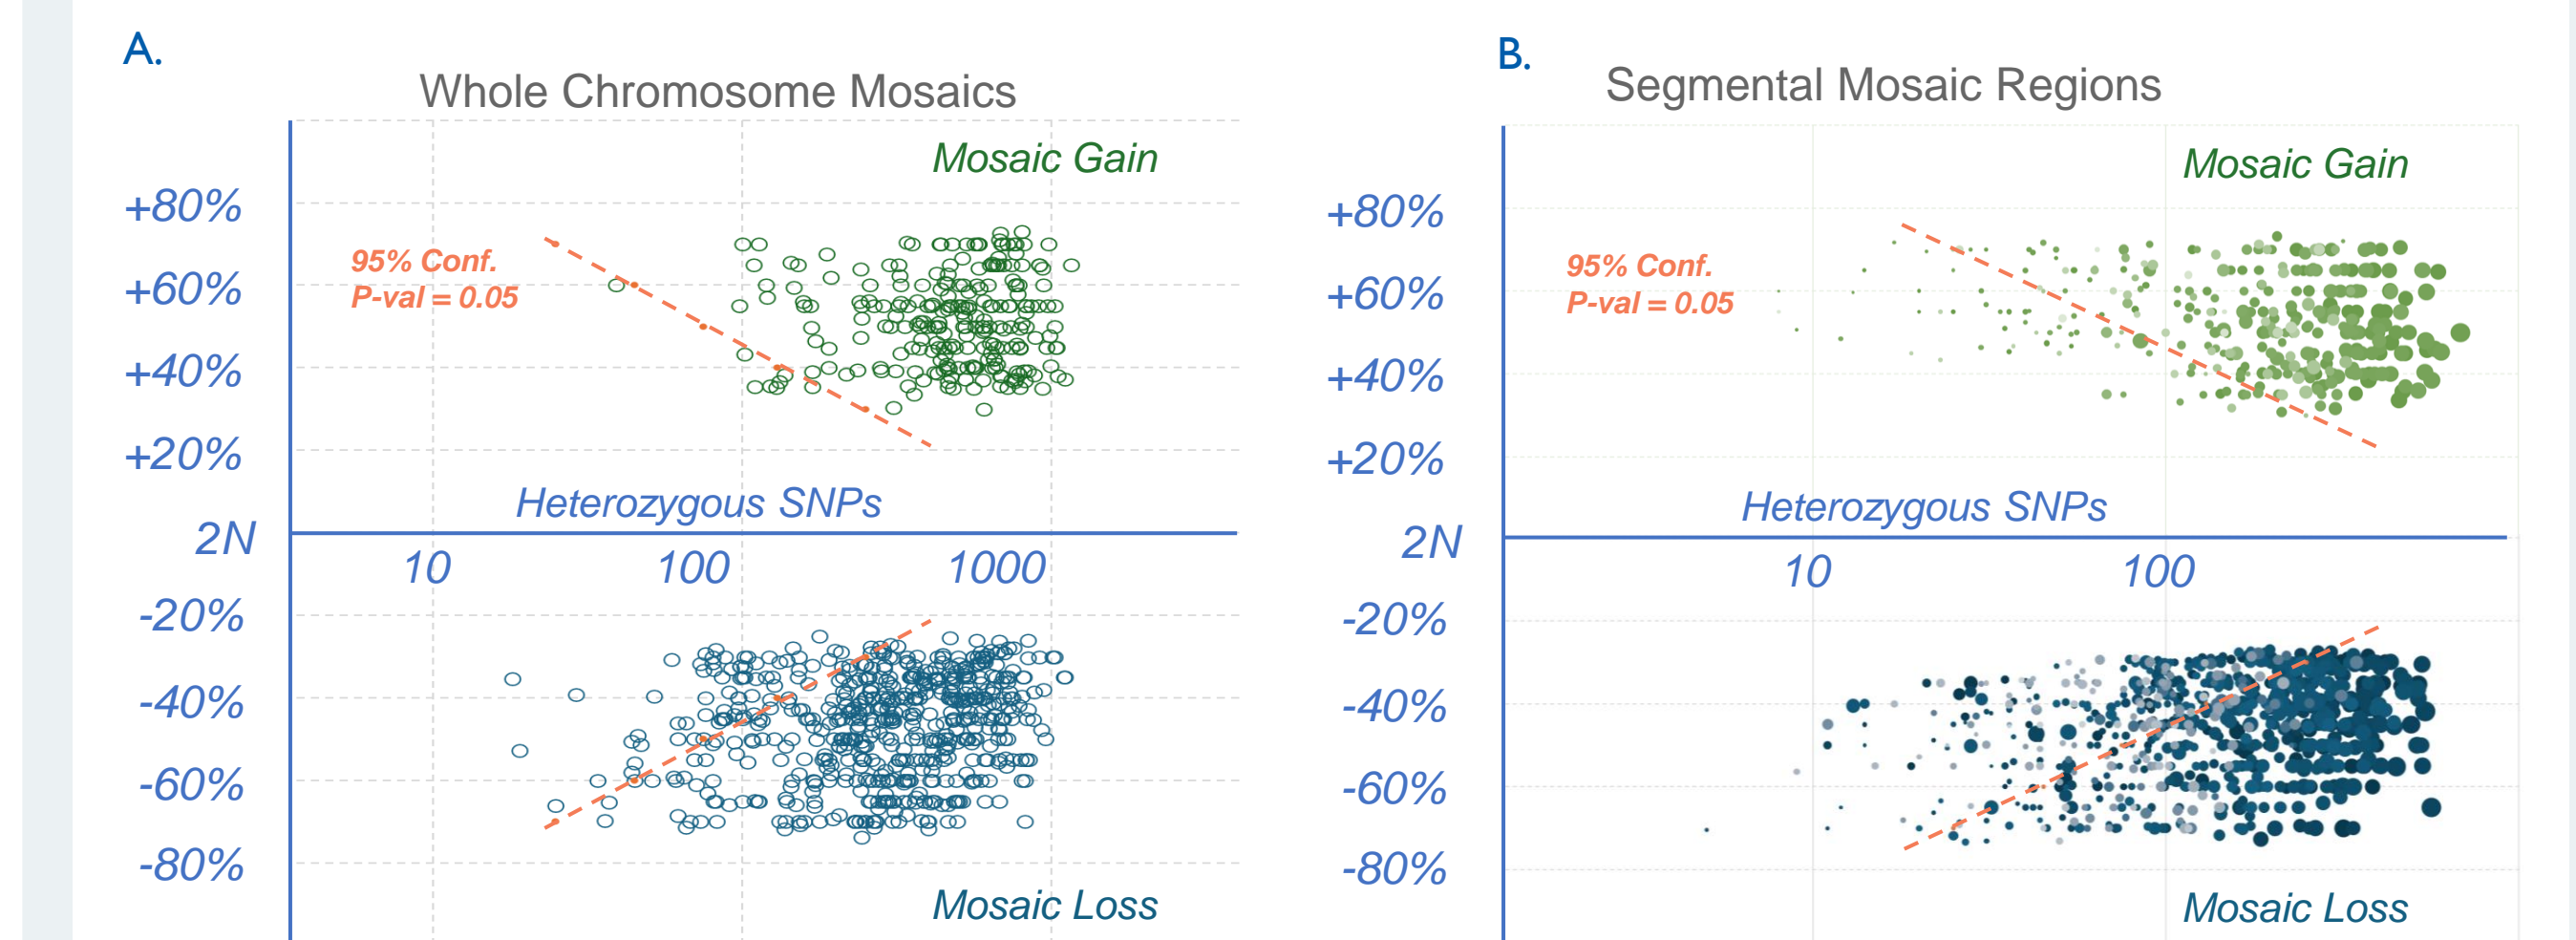 A.
Whole Chromosome Mosaics
Mosaic Gain
+80%
95% Conf.
P-val = 0.05
+60%
+40%
+20%
Heterozygous SNPs
2N
10 100 1000
-20%
-40%
-60%
-80%
Mosaic Loss
B.
Segmental Mosaic Regions
Mosaic Gain
+80%
95% Conf.
P-val = 0.05
+60%
+40%
+20%
Heterozygous SNPs
2N
10 100
-20%
-40%
-60%
-80%
Mosaic Loss